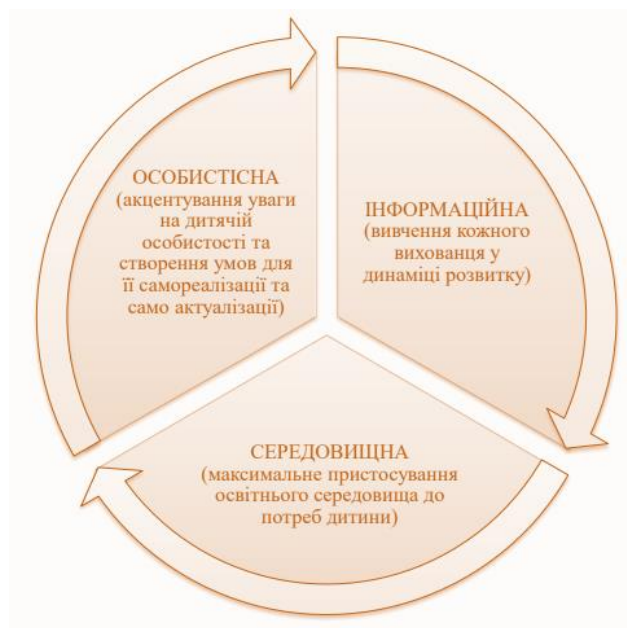 ОСОБИСТІСНА
(акцентування уваги
на дитячій
особистості та
створення умов для
її самореалізації та
само актуалізації)
ІНФОРМАЦІЙНА
(вивчення кожного
вихованця у
динаміці розвитку)
СЕРЕДОВИЩНА
(максимальне пристосування
освітнього середовища до
потреб дитини)